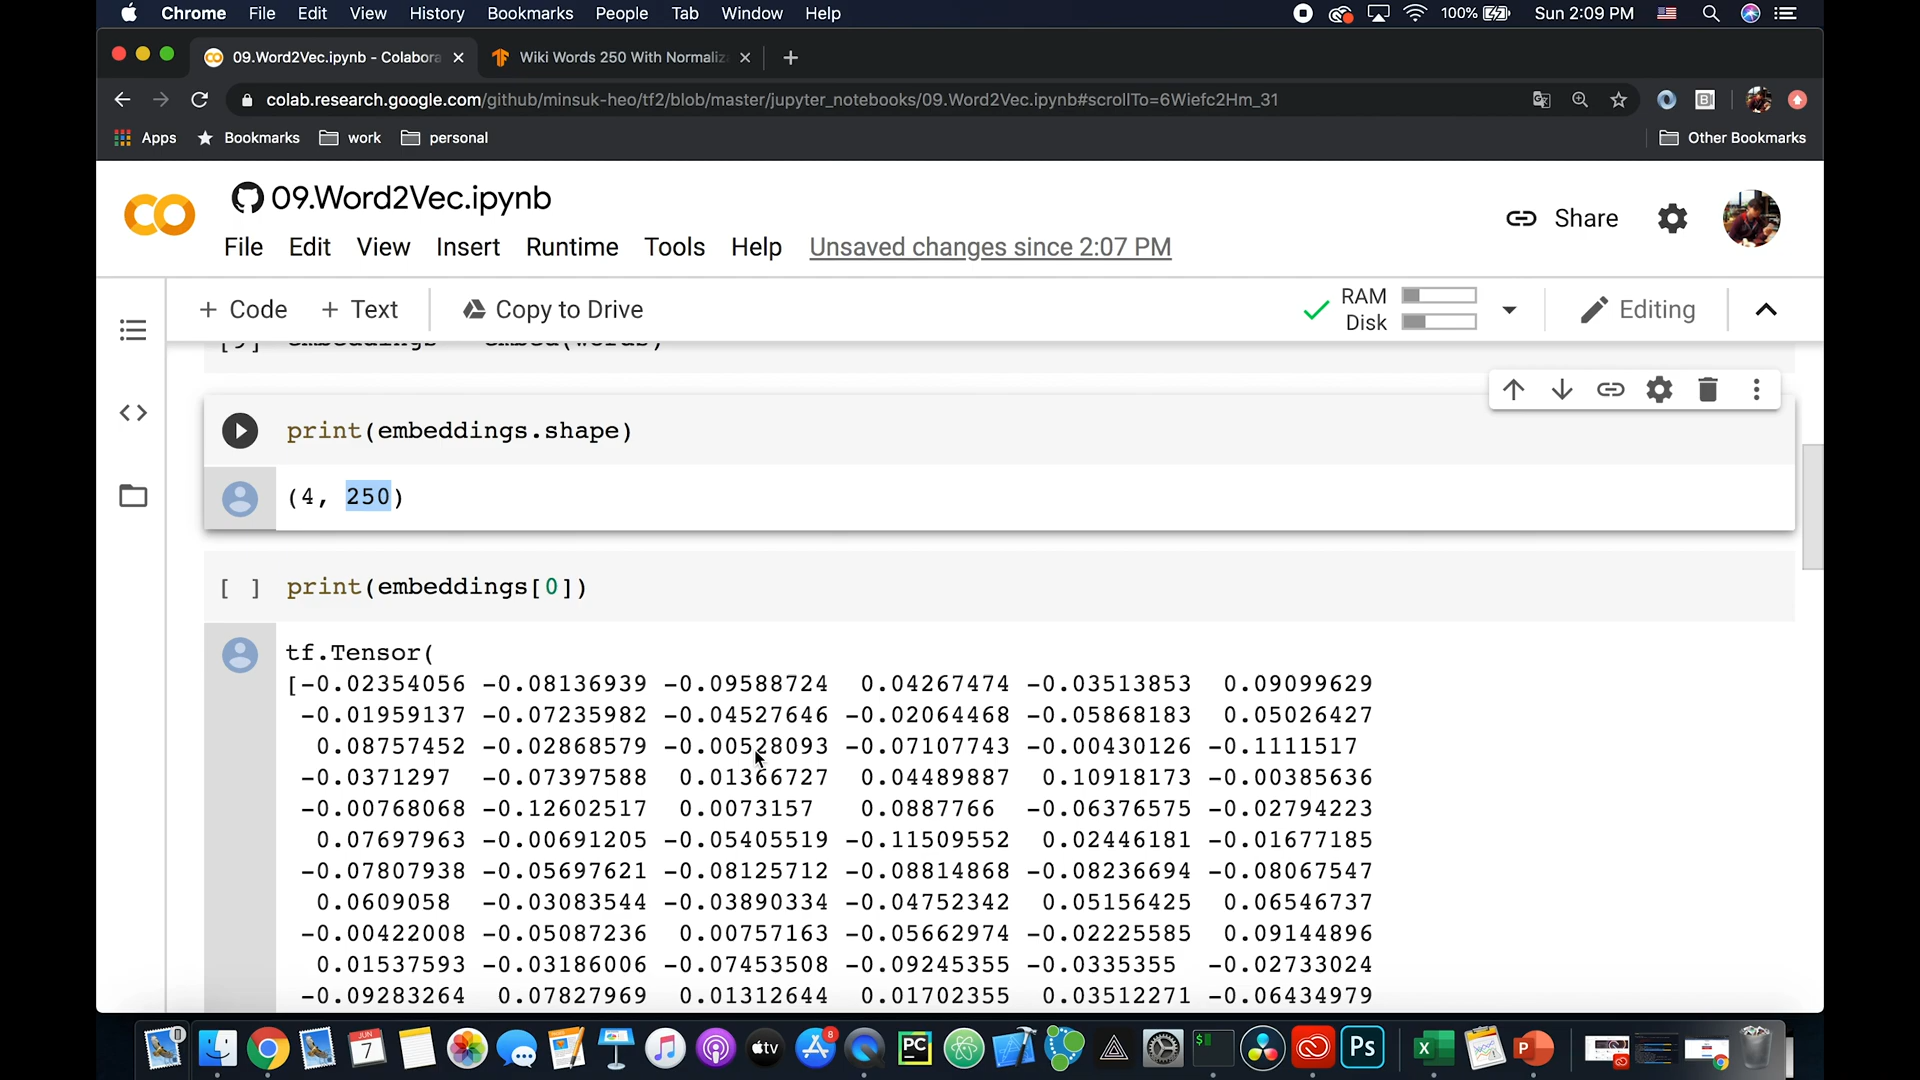 Chrome File Edit View History Bookmarks People Tab Window Help 100% Sun 2:09 PM
09.Word2Vec.ipynb - Colabora Wiki Words 250 With Normaliz
colab.research.google.com/github/minsuk-heo/tf2/blob/master/jupyter_notebooks/09.Word2Vec.ipynb#scrollTo=6Wiefc2Hm_31
Apps Bookmarks work personal Other Bookmarks
09.Word2Vec.ipynb
Share
File Edit View Insert Runtime Tools Help Unsaved changes since 2:07 PM
+ Code + Text Copy to Drive RAM Disk Editing
[9] embeddings = embed(words)
print(embeddings.shape)
(4, 250)
[ ] print(embeddings[0])
tf.Tensor(
[-0.02354056 -0.08136939 -0.09588724 0.04267474 -0.03513853 0.09099629
-0.01959137 -0.07235982 -0.04527646 -0.02064468 -0.05868183 0.05026427
0.08757452 -0.02868579 -0.00528093 -0.07107743 -0.00430126 -0.1111517
-0.0371297 -0.07397588 0.01366727 0.04489887 0.10918173 -0.00385636
-0.00768068 -0.12602517 0.0073157 0.0887766 -0.06376575 -0.02794223
0.07697963 -0.00691205 -0.05405519 -0.11509552 0.02446181 -0.01677185
-0.07807938 -0.05697621 -0.08125712 -0.08814868 -0.08236694 -0.08067547
0.0609058 -0.03083544 -0.03890334 -0.04752342 0.05156425 0.06546737
-0.00422008 -0.05087236 0.00757163 -0.05662974 -0.02225585 0.09144896
0.01537593 -0.03186006 -0.07453508 -0.09245355 -0.0335355 -0.02733024
-0.09283264 0.07827969 0.01312644 0.01702355 0.03512271 -0.06434979
JUN
7
tv
8
PC
$
Ps
X
P